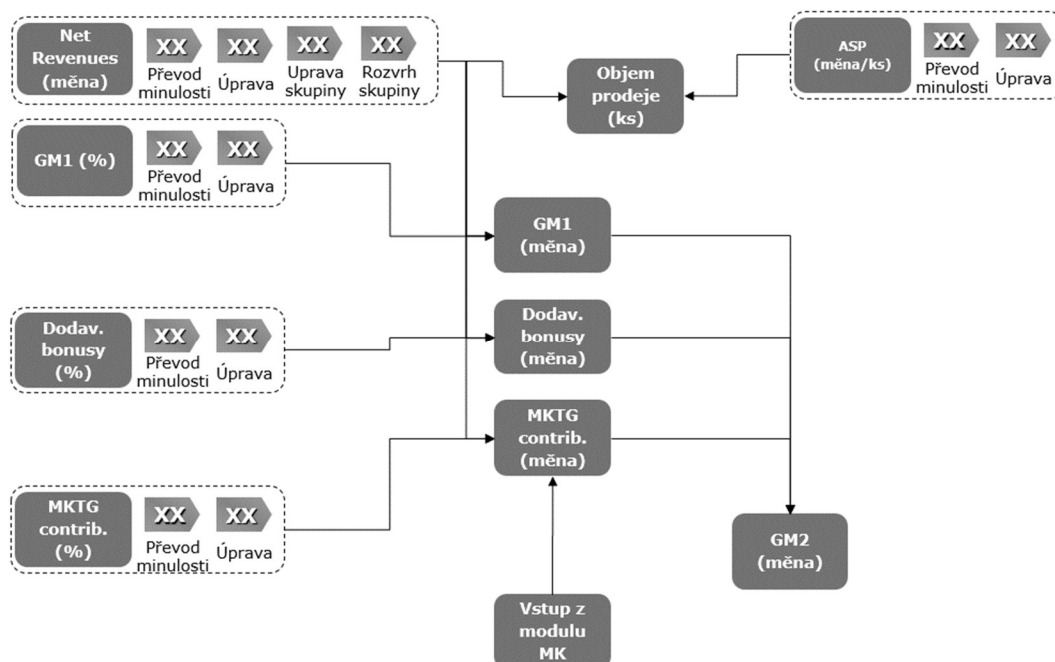 Net
Revenues
(měna)
XX
Převod
minulosti
XX
Úprava
XX
Uprava
skupiny
XX
Rozvrh
skupiny
Objem
prodeje
(ks)
ASP
(měna/ks)
XX
Převod
minulosti
XX
Úprava
GM1 (%)
XX
Převod
minulosti
XX
Úprava
GM1
(měna)
Dodav.
bonusy
(%)
XX
Převod
minulosti
XX
Úprava
Dodav.
bonusy
(měna)
MKTG
contrib.
(měna)
MKTG
contrib.
(%)
XX
Převod
minulosti
XX
Úprava
GM2
(měna)
Vstup z
modulu
MK